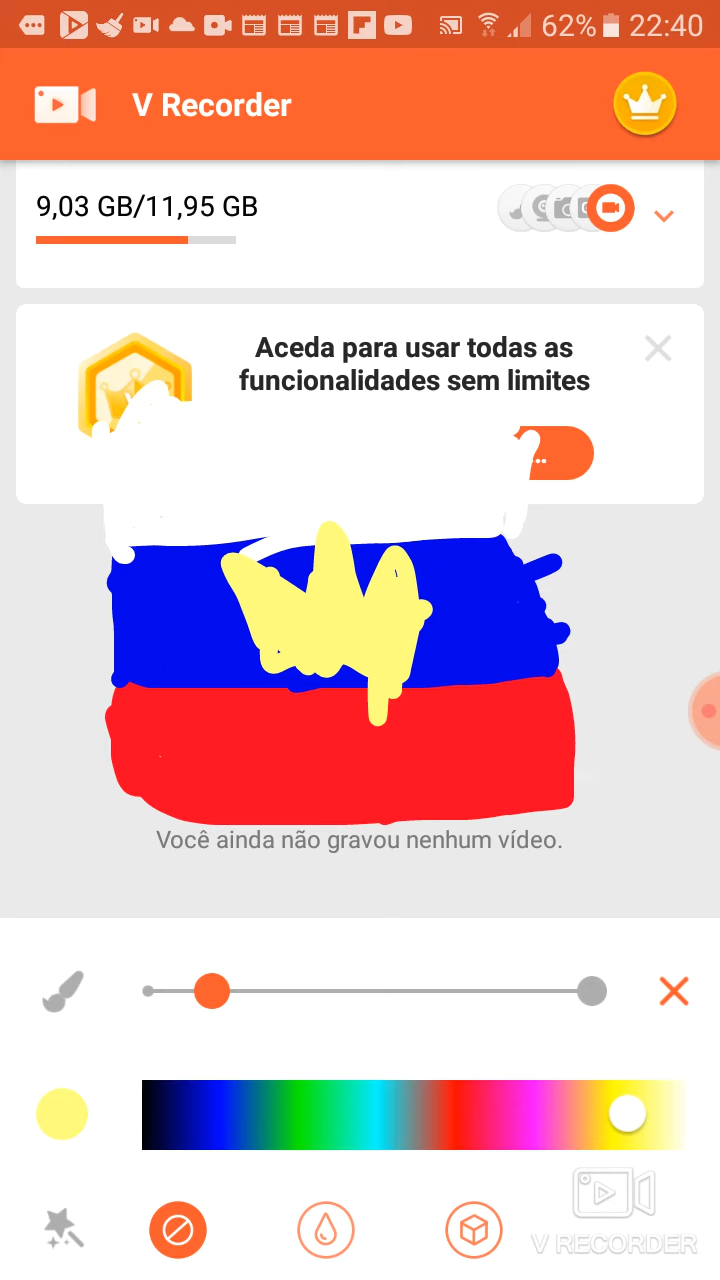 62% 22:40
V Recorder
9,03 GB/11,95 GB
Aceda para usar todas as
funcionalidades sem limites
...
Você ainda não gravou nenhum vídeo.
V RECORDER